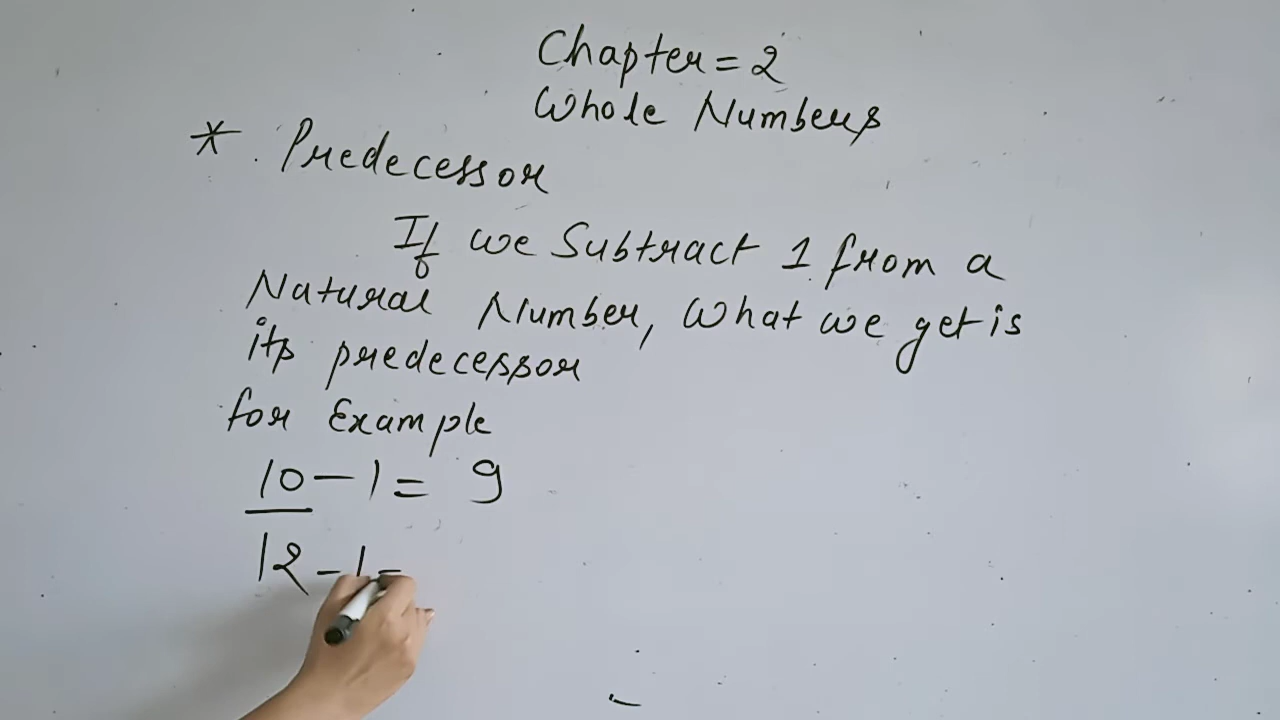 Chapter = 2
Whole Numbers
* Predecessor
If we Subtract 1 from a
Natural Number, What we get is
its predecessor
for Example
10 - 1 = 9
12 - 1 =